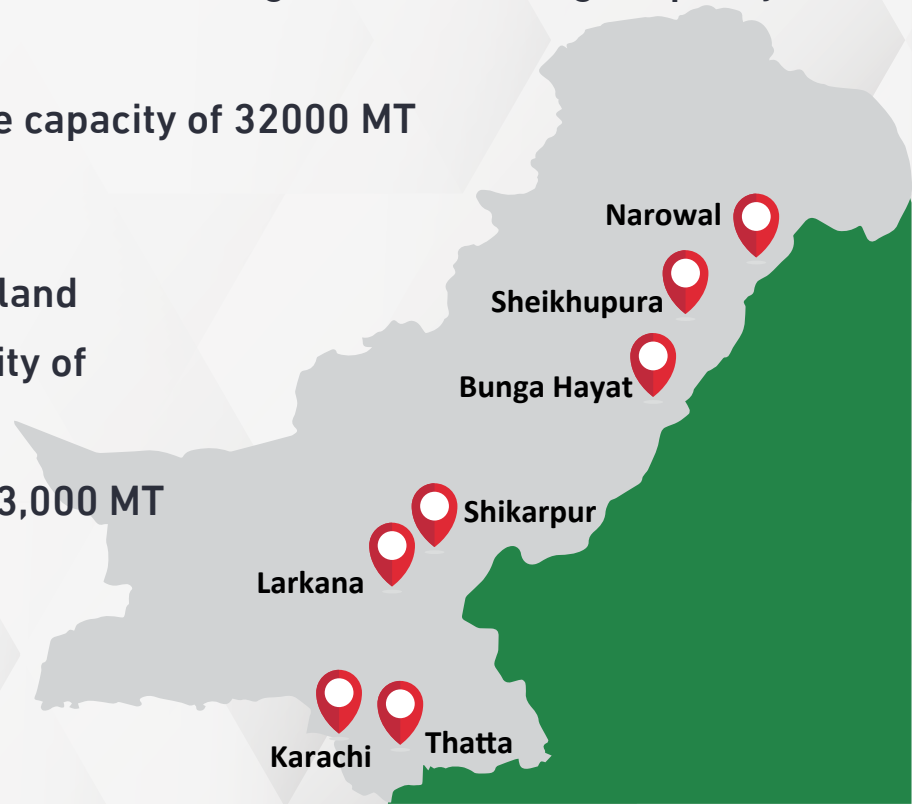 e capacity of 32000 MT
land
ity of
3,000 MT
Narowal
Sheikhupura
Bunga Hayat
Shikarpur
Larkana
Karachi
Thatta